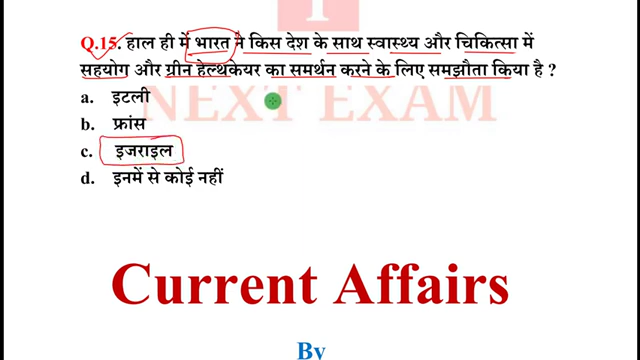 Q.15. हाल ही में भारत ने किस देश के साथ स्वास्थ्य और चिकित्सा में
सहयोग और ग्रीन हेल्थकेयर का समर्थन करने के लिए समझौता किया है ?
a. इटली
NEXT EXAM
b. फ्रांस
c. इजराइल
d. इनमें से कोई नहीं
Current Affairs
By